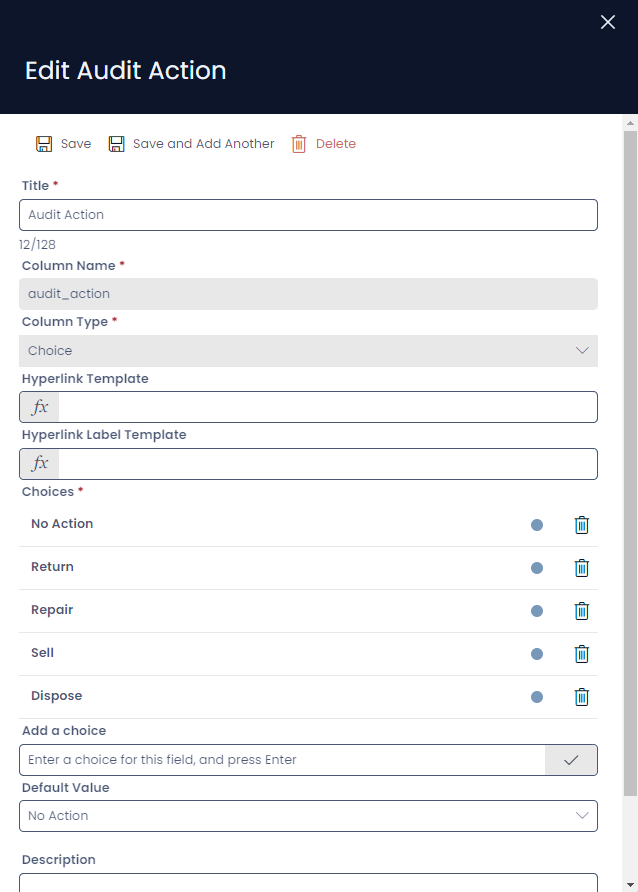 Edit Audit Action
Save Save and Add Another Delete
Title *
Audit Action
12/128
Column Name *
audit_action
Column Type *
Choice
Hyperlink Template
fx
Hyperlink Label Template
fx
Choices *
No Action
Return
Repair
Sell
Dispose
Add a choice
Enter a choice for this field, and press Enter
Default Value
No Action
Description